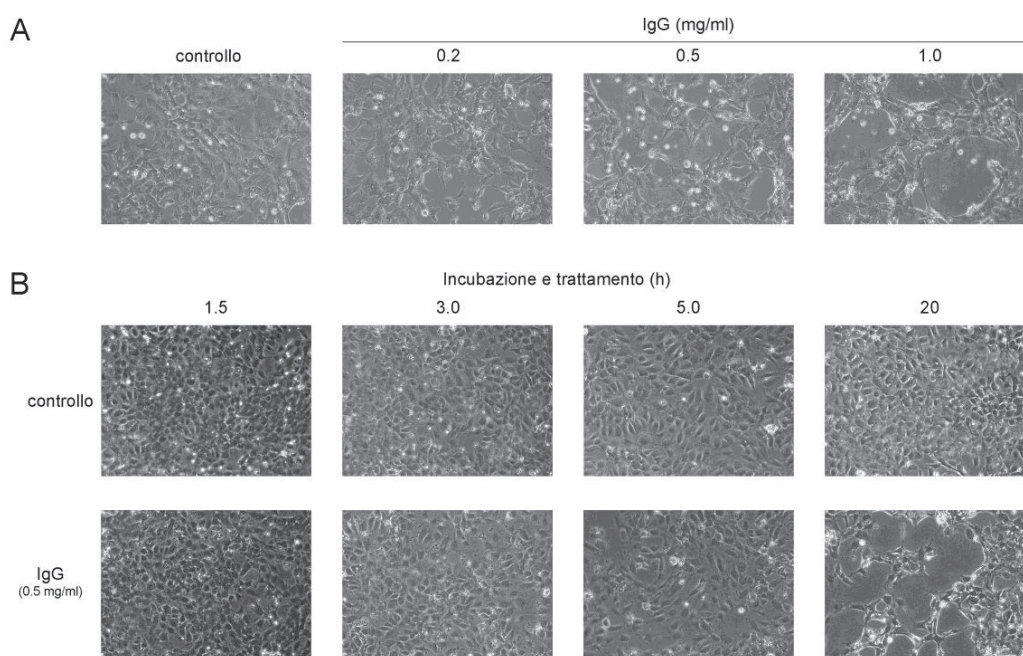 A
IgG (mg/ml)
controllo 0.2 0.5 1.0
B
Incubazione e trattamento (h)
1.5 3.0 5.0 20
controllo
IgG
(0.5 mg/ml)